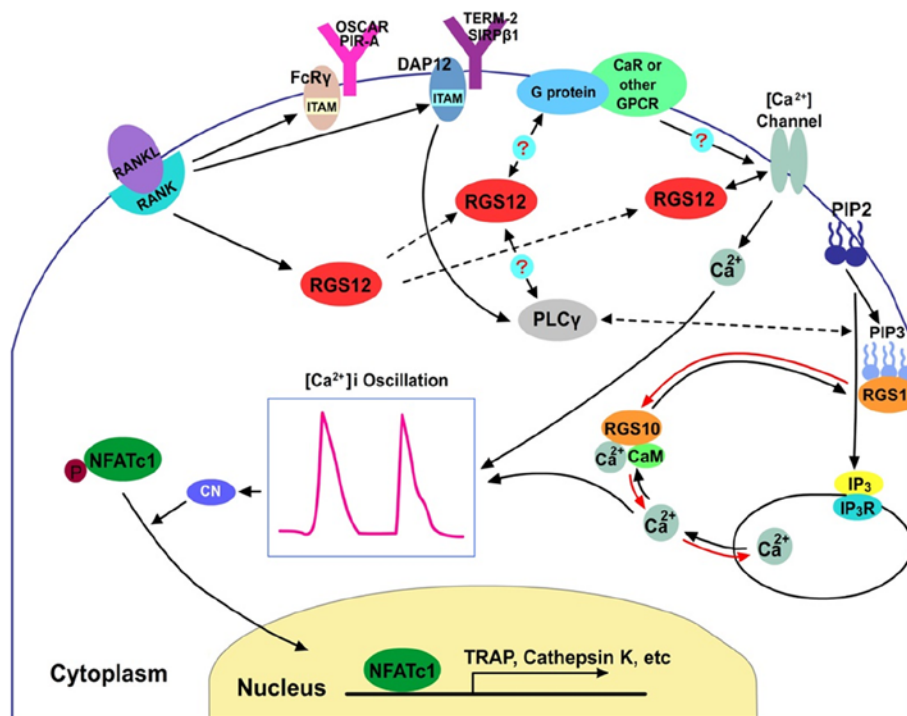 OSCAR
PIR-A
TERM-2
SIRPβ1
FcRγ
ITAM
DAP12
ITAM
G protein
CaR or
other
GPCR
[Ca²⁺]
Channel
RANKL
RANK
?
?
RGS12
RGS12
RGS12
PIP2
Ca²⁺
?
PLCγ
PIP3
RGS1
[Ca²⁺]i Oscillation
RGS10
Ca²⁺
CaM
NFATc1
P
CN
IP₃
IP₃R
Ca²⁺
Ca²⁺
Cytoplasm
Nucleus
NFATc1
TRAP, Cathepsin K, etc